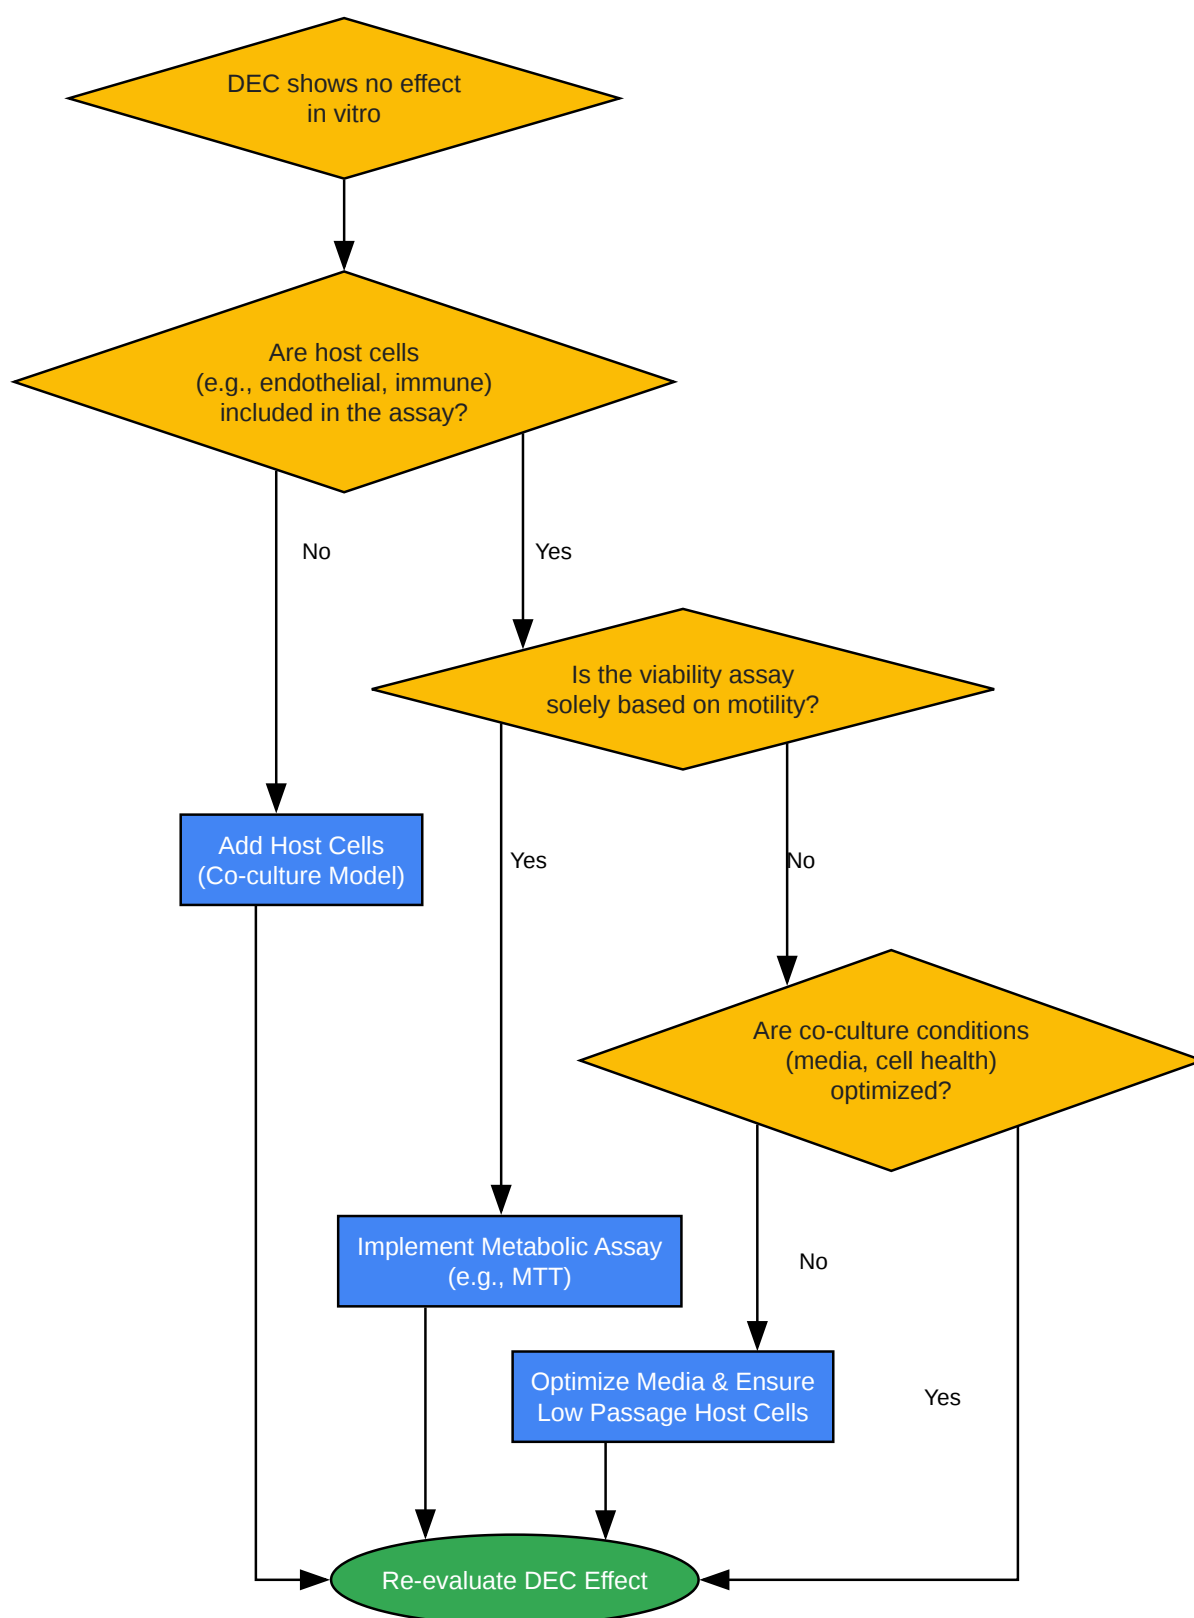 DEC shows no effect
in vitro
Are host cells
(e.g., endothelial, immune)
included in the assay?
No
Yes
Is the viability assay
solely based on motility?
Add Host Cells
(Co-culture Model)
Yes
No
Are co-culture conditions
(media, cell health)
optimized?
Implement Metabolic Assay
(e.g., MTT)
No
Optimize Media & Ensure
Low Passage Host Cells
Yes
Re-evaluate DEC Effect